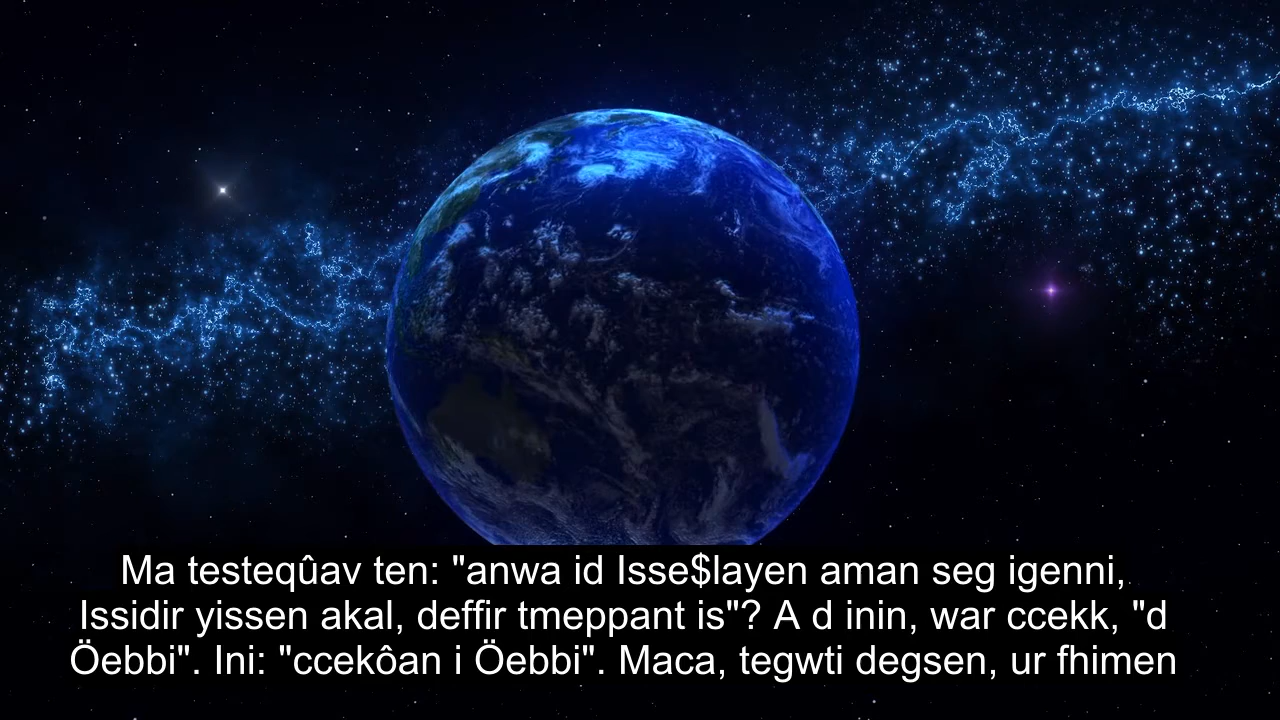 Ma testeqûav ten: "anwa id Isse$layen aman seg igenni,
Issidir yissen akal, deffir tmeppant is"? A d inin, war ccekk, "d
Öebbi". Ini: "ccekôan i Öebbi". Maca, tegwti degsen, ur fhimen